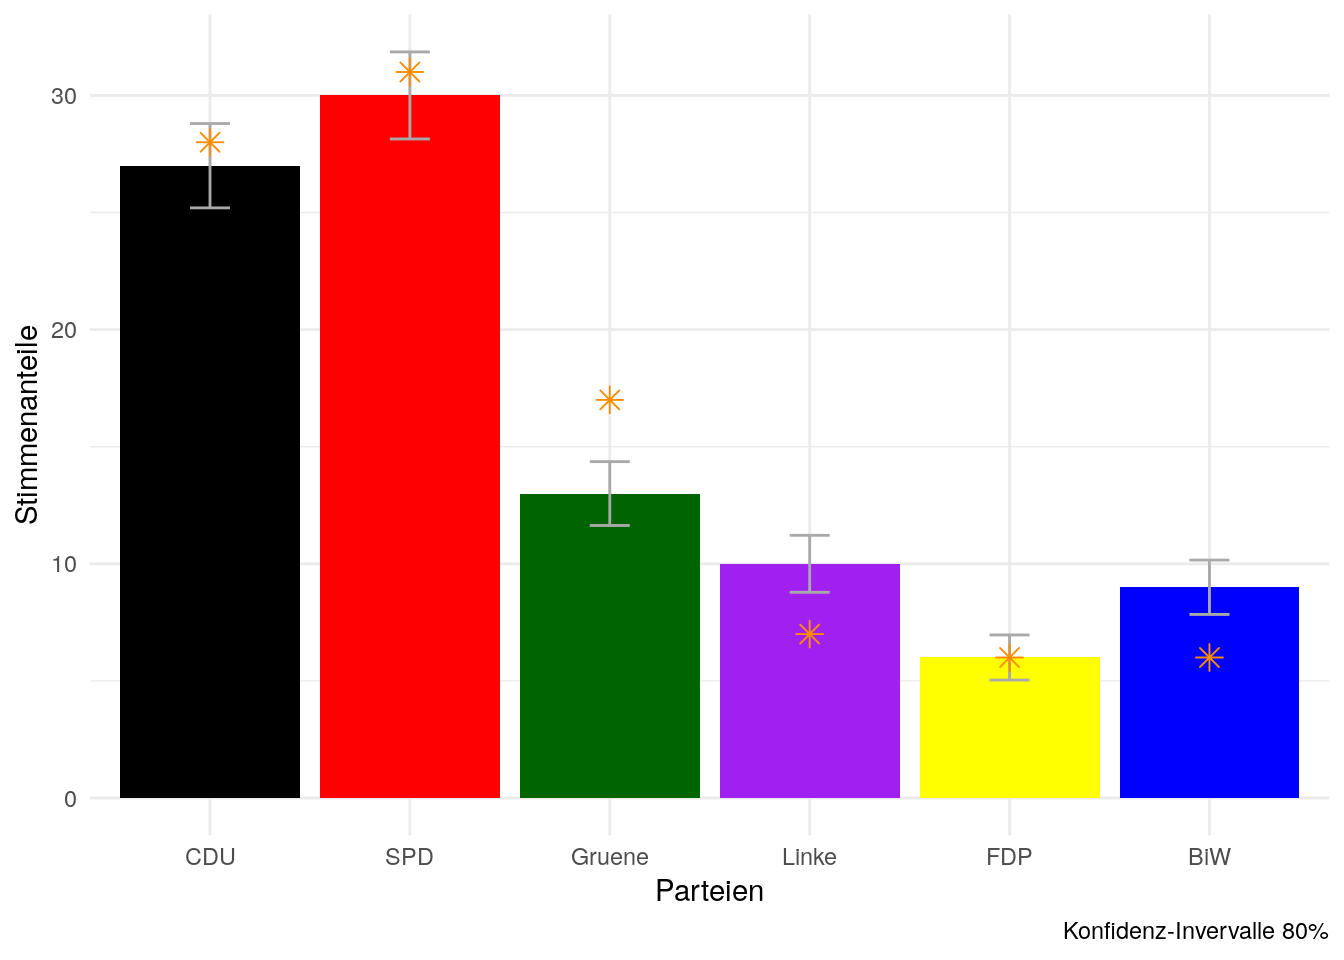 Stimmenanteile
30
20
10
0
CDU SPD Gruene Linke FDP BiW
Parteien
Konfidenz-Invervalle 80%